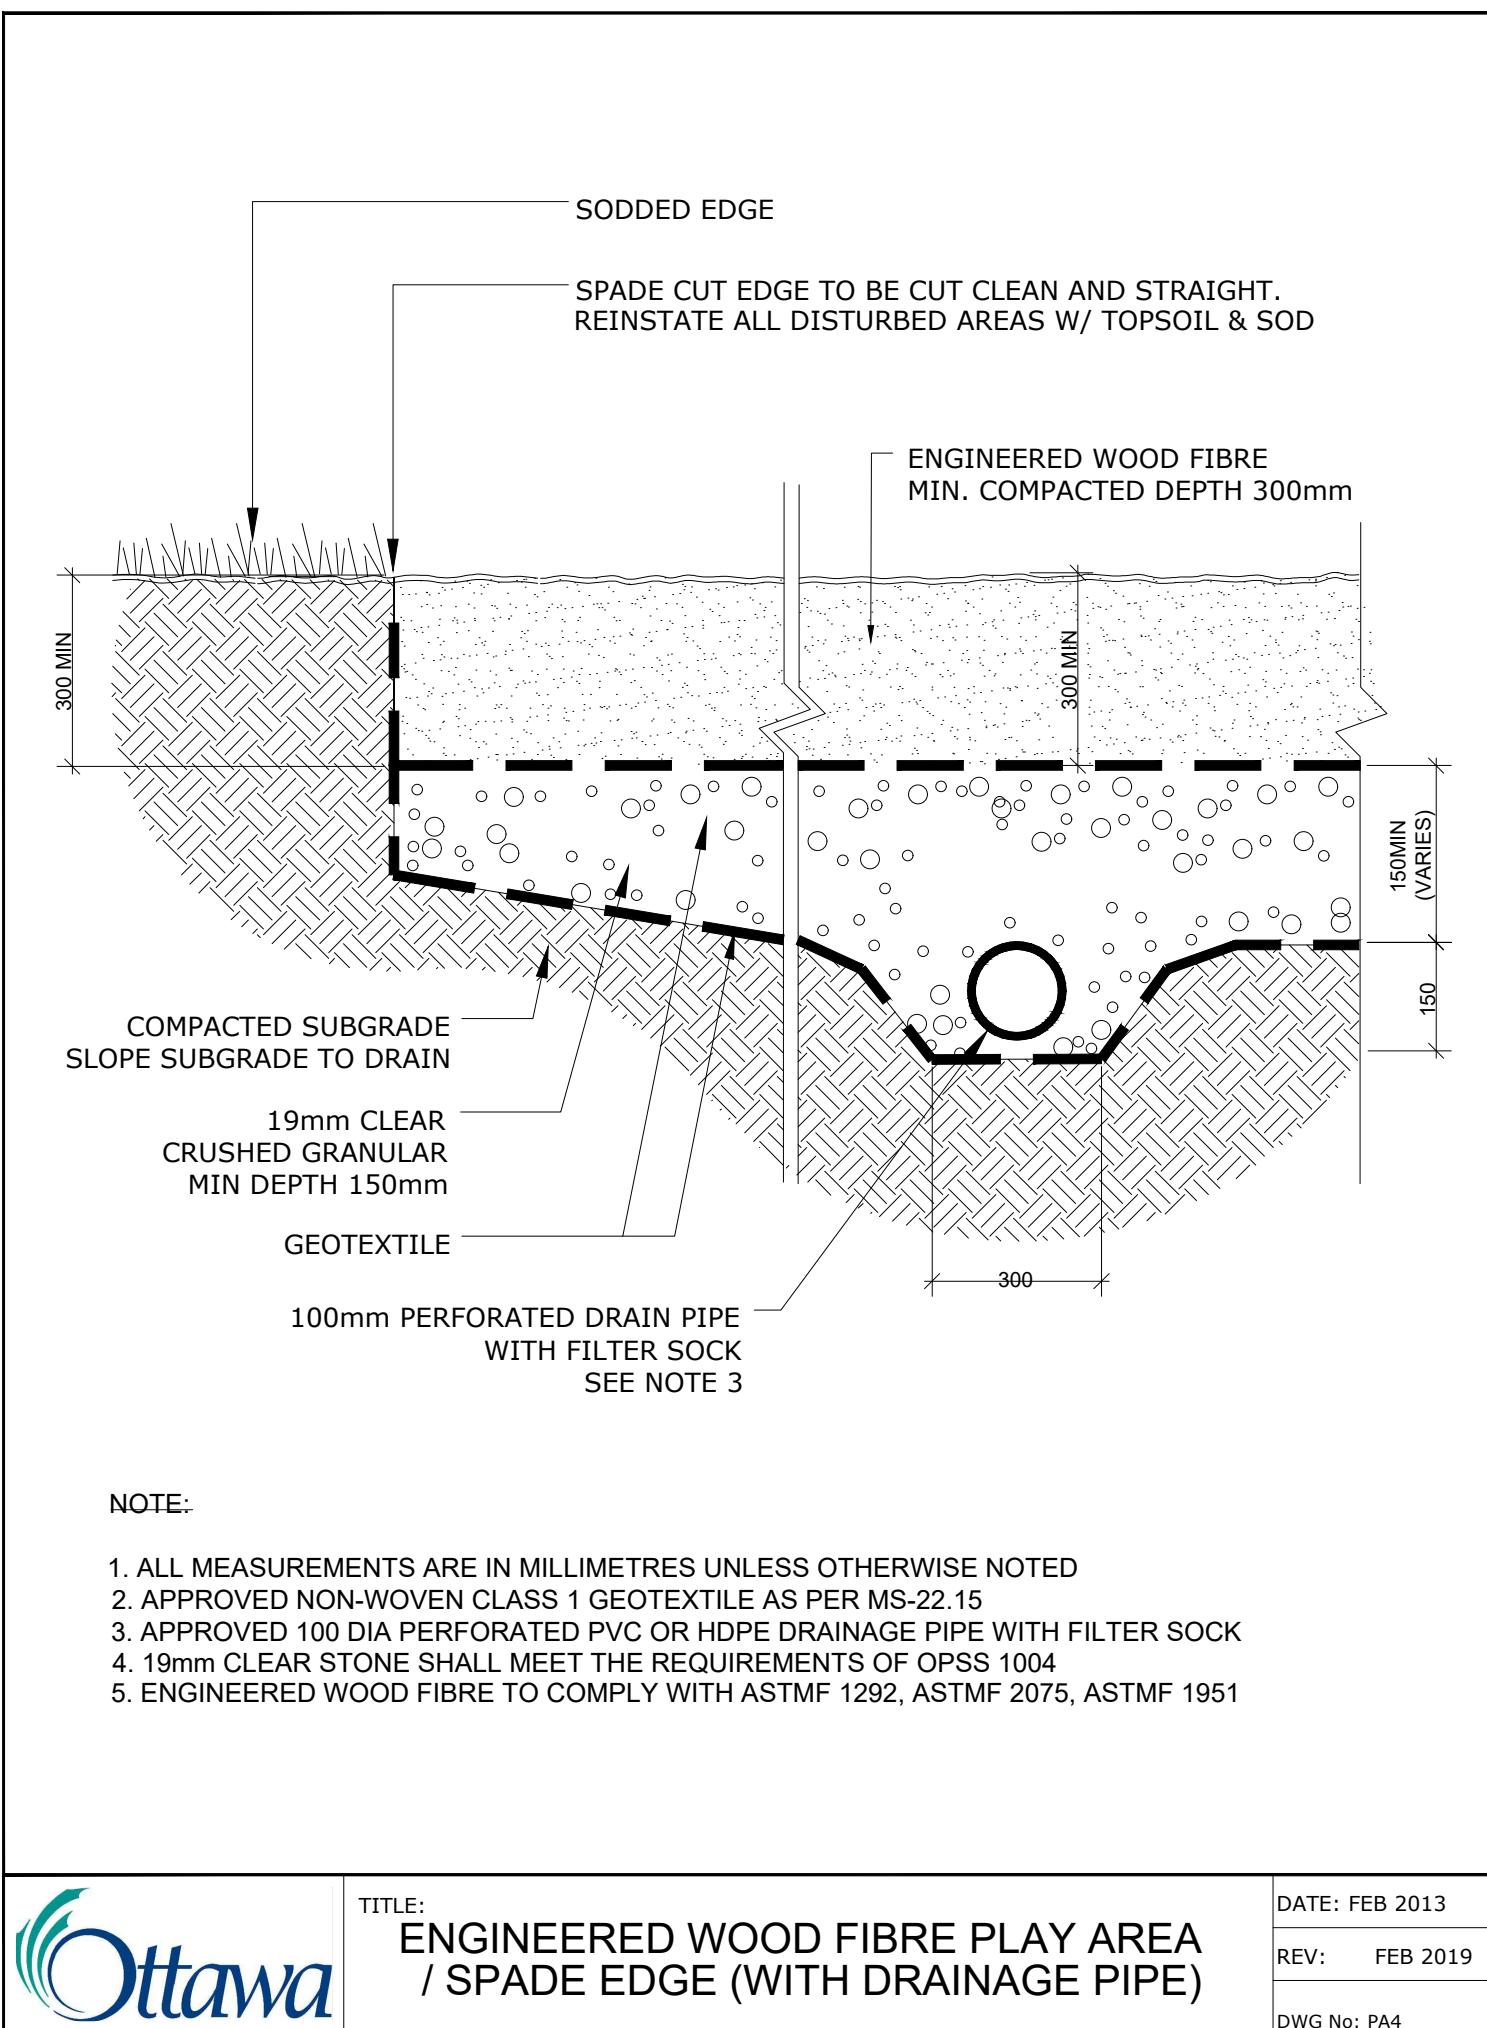 SODDED EDGE
SPADE CUT EDGE TO BE CUT CLEAN AND STRAIGHT.
REINSTATE ALL DISTURBED AREAS W/ TOPSOIL & SOD
ENGINEERED WOOD FIBRE
MIN. COMPACTED DEPTH 300mm
300 MIN
300 MIN
150MIN
(VARIES)
150
COMPACTED SUBGRADE
SLOPE SUBGRADE TO DRAIN
19mm CLEAR
CRUSHED GRANULAR
MIN DEPTH 150mm
GEOTEXTILE
300
100mm PERFORATED DRAIN PIPE
WITH FILTER SOCK
SEE NOTE 3
NOTE:
1. ALL MEASUREMENTS ARE IN MILLIMETRES UNLESS OTHERWISE NOTED
2. APPROVED NON-WOVEN CLASS 1 GEOTEXTILE AS PER MS-22.15
3. APPROVED 100 DIA PERFORATED PVC OR HDPE DRAINAGE PIPE WITH FILTER SOCK
4. 19mm CLEAR STONE SHALL MEET THE REQUIREMENTS OF OPSS 1004
5. ENGINEERED WOOD FIBRE TO COMPLY WITH ASTMF 1292, ASTMF 2075, ASTMF 1951
Ottawa
TITLE:
ENGINEERED WOOD FIBRE PLAY AREA
/ SPADE EDGE (WITH DRAINAGE PIPE)
DATE: FEB 2013
REV: FEB 2019
DWG No: PA4